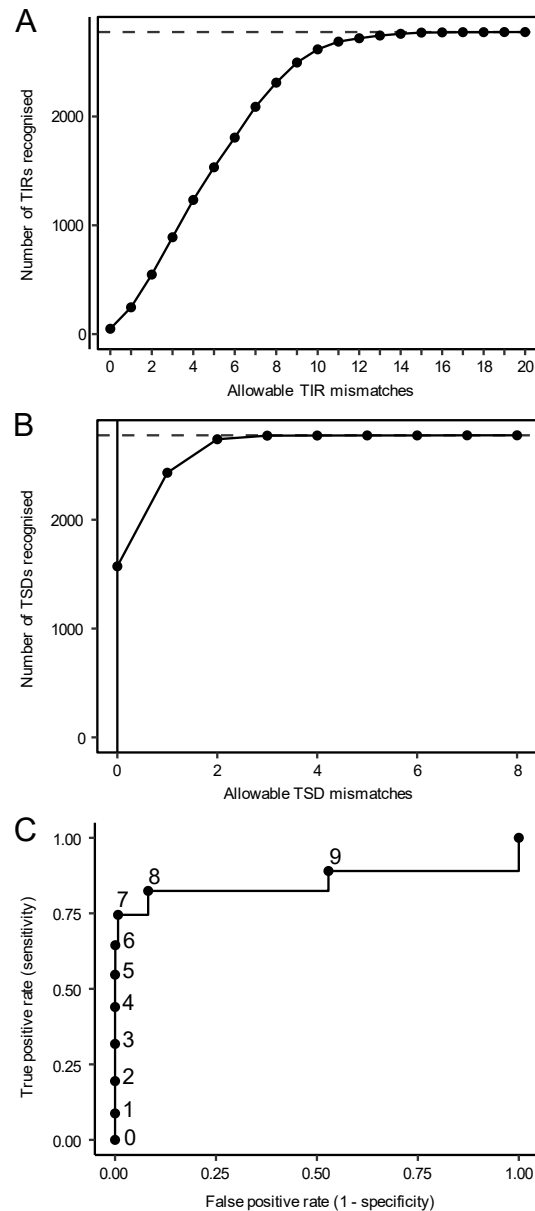 A
Number of TIRs recognised
2000
1000
0
0 2 4 6 8 10 12 14 16 18 20
Allowable TIR mismatches
B
Number of TSDs recognised
2000
1000
0
0 2 4 6 8
Allowable TSD mismatches
C
True positive rate (sensitivity)
1.00
0.75
0.50
0.25
0.00
9
8
7
6
5
4
3
2
1
0
0.00 0.25 0.50 0.75 1.00
False positive rate (1 - specificity)